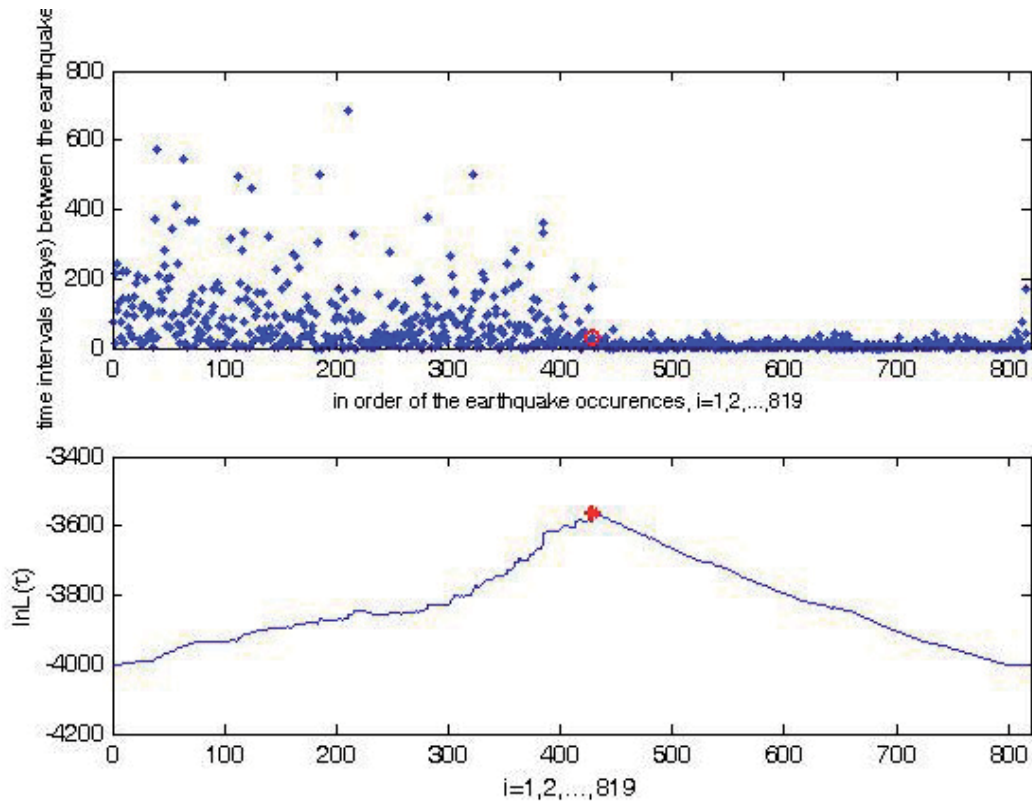 time intervals (days) between the earthquake
800
600
400
200
0
0 100 200 300 400 500 600 700 800
in order of the earthquake occurences, i=1,2,...,819
lnL(τ)
-3400
-3600
-3800
-4000
-4200
0 100 200 300 400 500 600 700 800
i=1,2,...,819